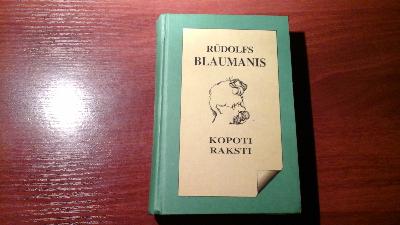 RŪDOLFS
BLAUMANIS
KOPOTI
RAKSTI